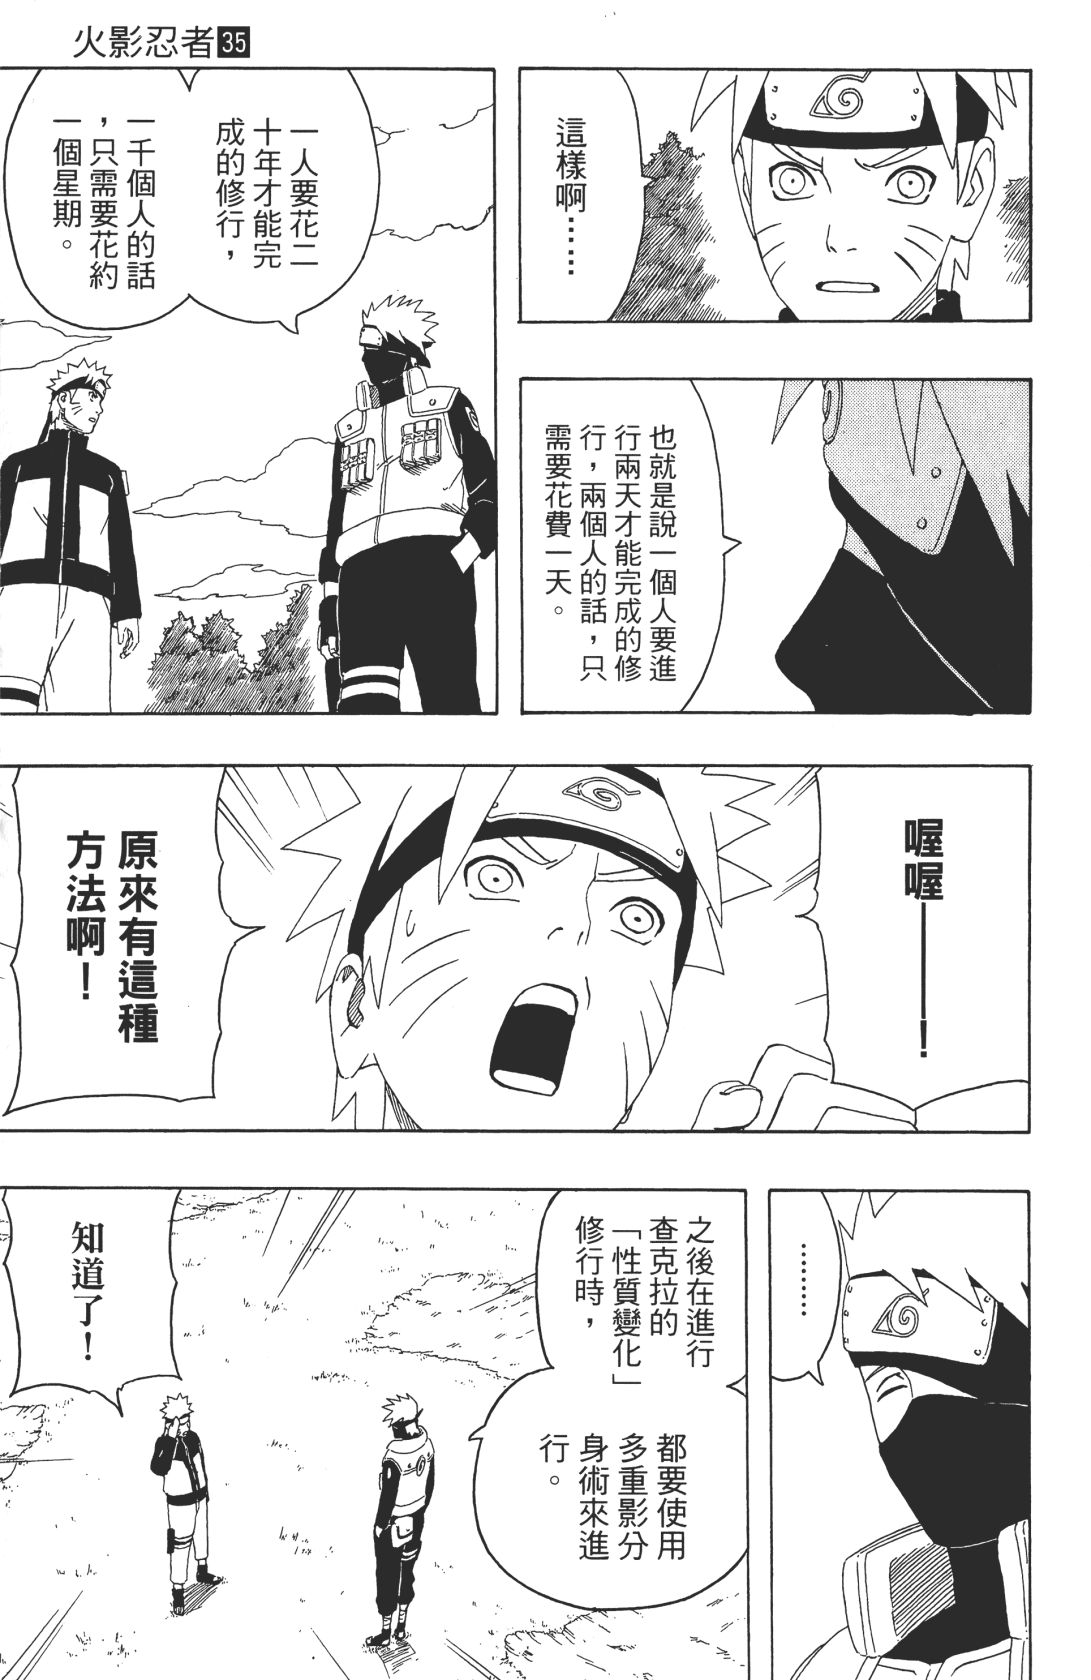 火影忍者35
這樣啊……
也就是說一個人要進
行兩天才能完成的修
行，兩個人的話，只
需要花費一天。
一人要花二
十年才能完
成的修行，
一千個人的話
，只需要花約
一個星期。
喔喔——！
原來有這種
方法啊！
………
之後在進行
查克拉的
「性質變化」
修行時，
都要使用
多重影分
身術來進
行。
知道了！